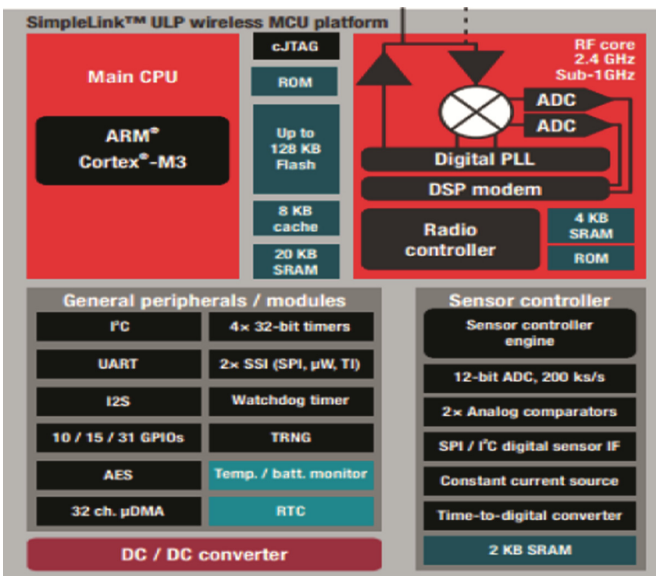 SimpleLink™ ULP wireless MCU platform
Main CPU
ARM®
Cortex®-M3
cJTAG
ROM
Up to
128 KB
Flash
8 KB
cache
20 KB
SRAM
RF core
2.4 GHz
Sub-1GHz
ADC
ADC
Digital PLL
DSP modem
Radio
controller
4 KB
SRAM
ROM
General peripherals / modules
I²C
4× 32-bit timers
UART
2× SSI (SPI, µW, TI)
I2S
Watchdog timer
10 / 15 / 31 GPIOs
TRNG
AES
Temp. / batt. monitor
32 ch. µDMA
RTC
DC / DC converter
Sensor controller
Sensor controller
engine
12-bit ADC, 200 ks/s
2× Analog comparators
SPI / I²C digital sensor IF
Constant current source
Time-to-digital converter
2 KB SRAM